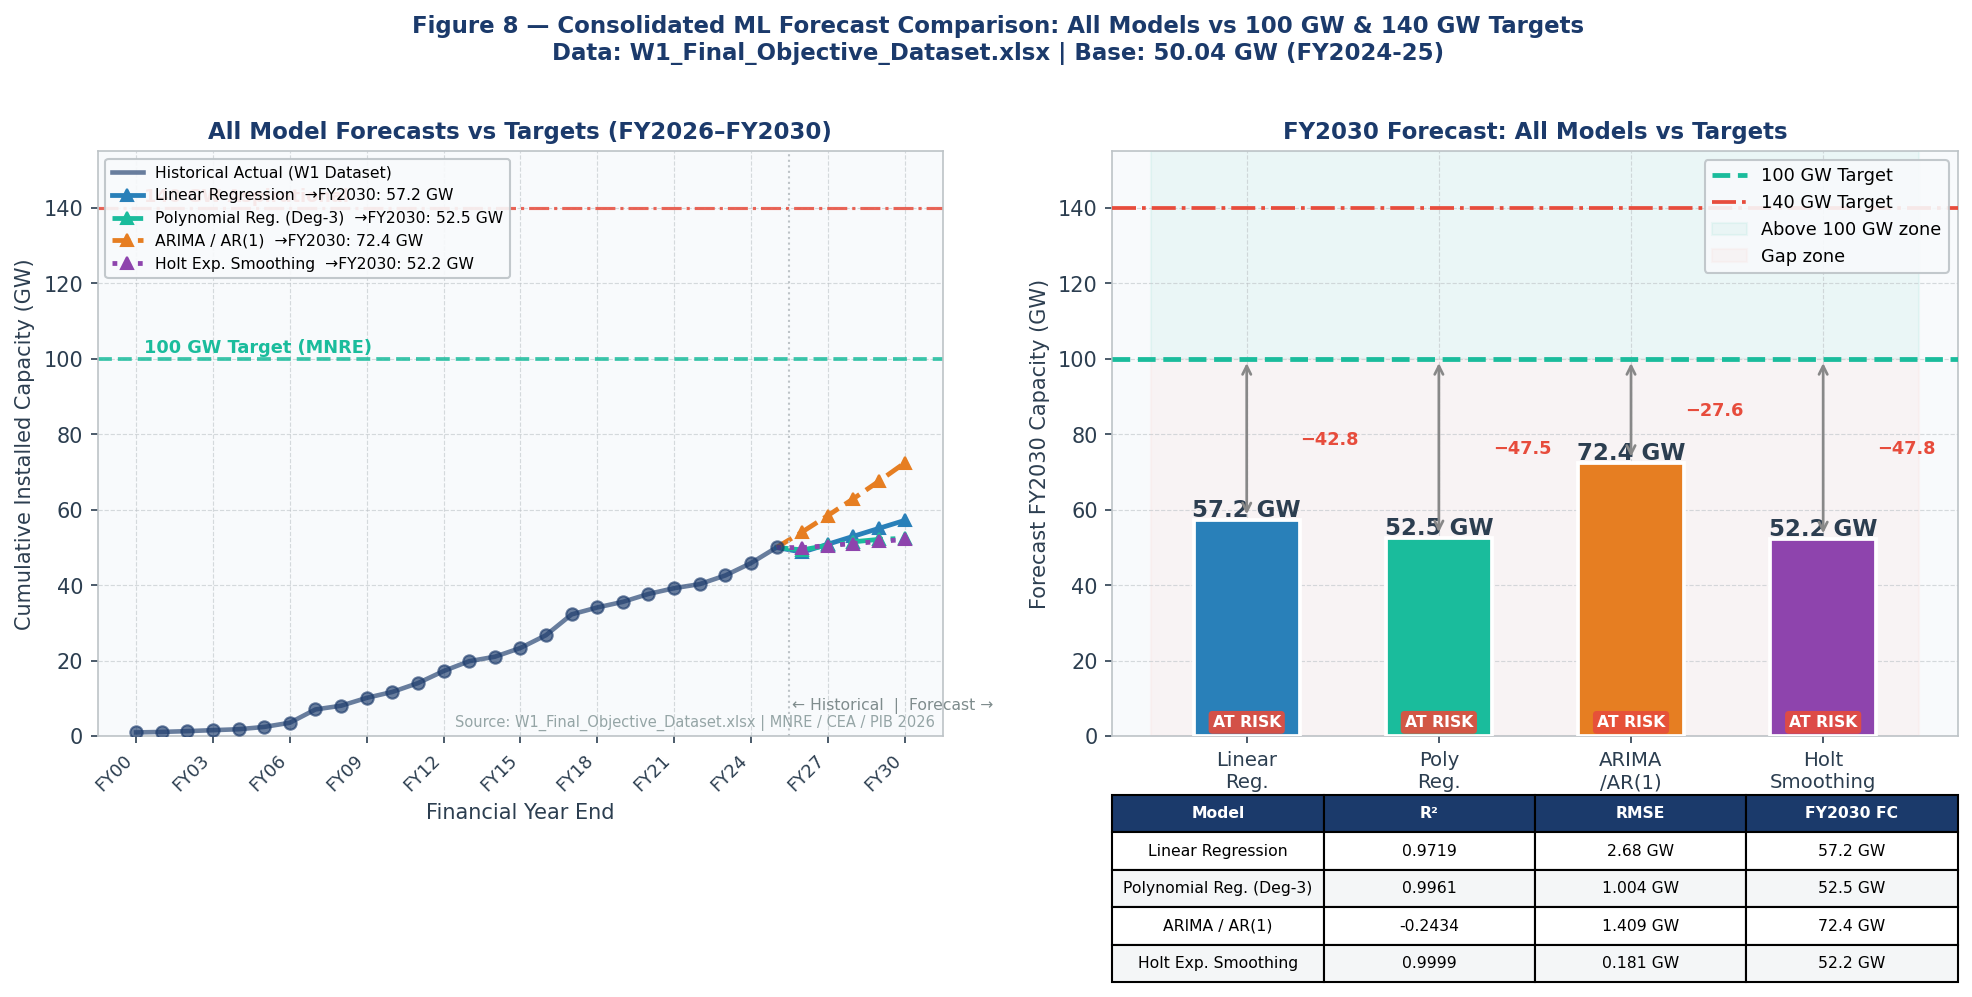 Figure 8 — Consolidated ML Forecast Comparison: All Models vs 100 GW & 140 GW Targets
Data: W1_Final_Objective_Dataset.xlsx | Base: 50.04 GW (FY2024-25)
All Model Forecasts vs Targets (FY2026–FY2030)
Historical Actual (W1 Dataset)
Linear Regression →FY2030: 57.2 GW
Polynomial Reg. (Deg-3) →FY2030: 52.5 GW
ARIMA / AR(1) →FY2030: 72.4 GW
Holt Exp. Smoothing →FY2030: 52.2 GW
100 GW Target (MNRE)
Cumulative Installed Capacity (GW)
140
120
100
80
60
40
20
0
← Historical | Forecast →
Source: W1_Final_Objective_Dataset.xlsx | MNRE / CEA / PIB 2026
FY00
FY03
FY06
FY09
FY12
FY15
FY18
FY21
FY24
FY27
FY30
Financial Year End
FY2030 Forecast: All Models vs Targets
100 GW Target
140 GW Target
Above 100 GW zone
Gap zone
Forecast FY2030 Capacity (GW)
140
120
100
80
60
40
20
0
−42.8
−47.5
−27.6
−47.8
57.2 GW
52.5 GW
72.4 GW
52.2 GW
AT RISK
AT RISK
AT RISK
AT RISK
Linear
Reg.
Poly
Reg.
ARIMA
/AR(1)
Holt
Smoothing
Model R² RMSE FY2030 FC
Linear Regression 0.9719 2.68 GW 57.2 GW
Polynomial Reg. (Deg-3) 0.9961 1.004 GW 52.5 GW
ARIMA / AR(1) -0.2434 1.409 GW 72.4 GW
Holt Exp. Smoothing 0.9999 0.181 GW 52.2 GW